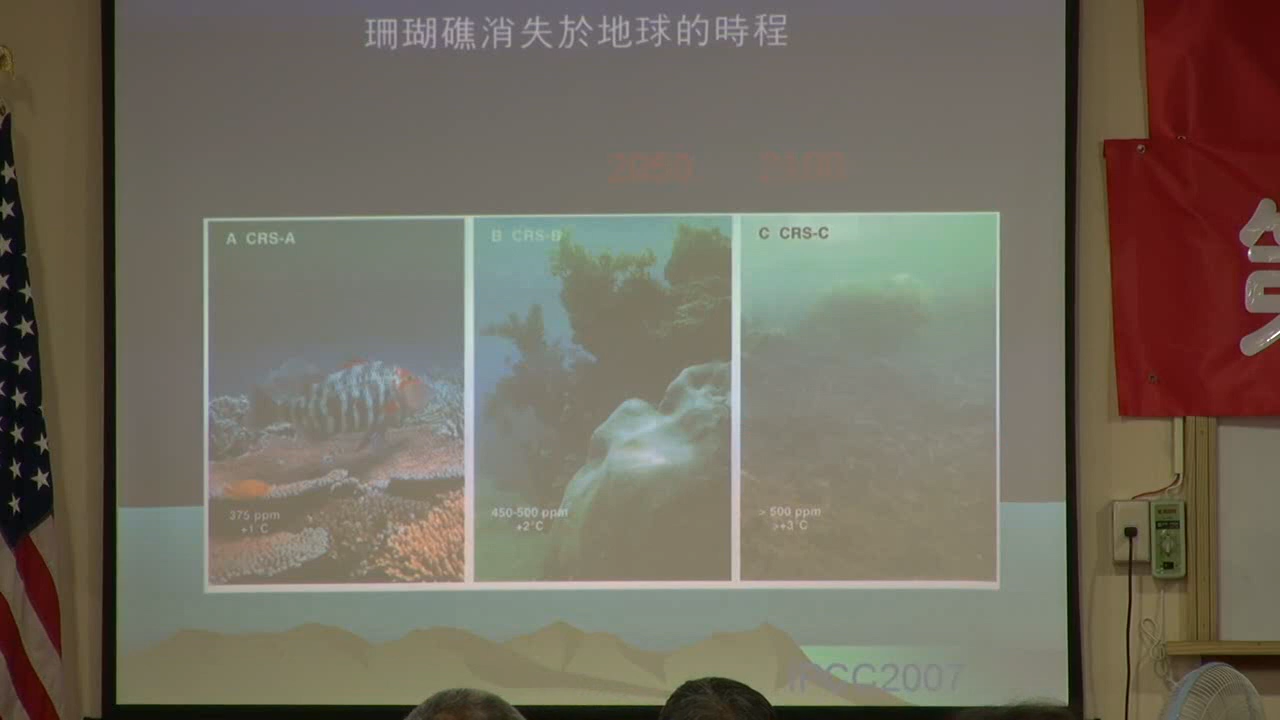 珊瑚礁消失於地球的時程
2050 2100
A CRS-A
B CRS-B
C CRS-C
375 ppm
+1°C
450-500 ppm
+2°C
> 500 ppm
>+3°C
IPCC2007